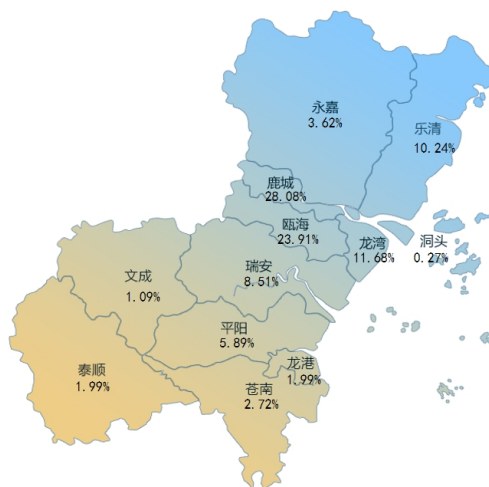 永嘉
3.62%
乐清
10.24%
鹿城
28.08%
瓯海
23.91%
龙湾
11.68%
洞头
0.27%
瑞安
8.51%
文成
1.09%
平阳
5.89%
泰顺
1.99%
龙港
1.99%
苍南
2.72%